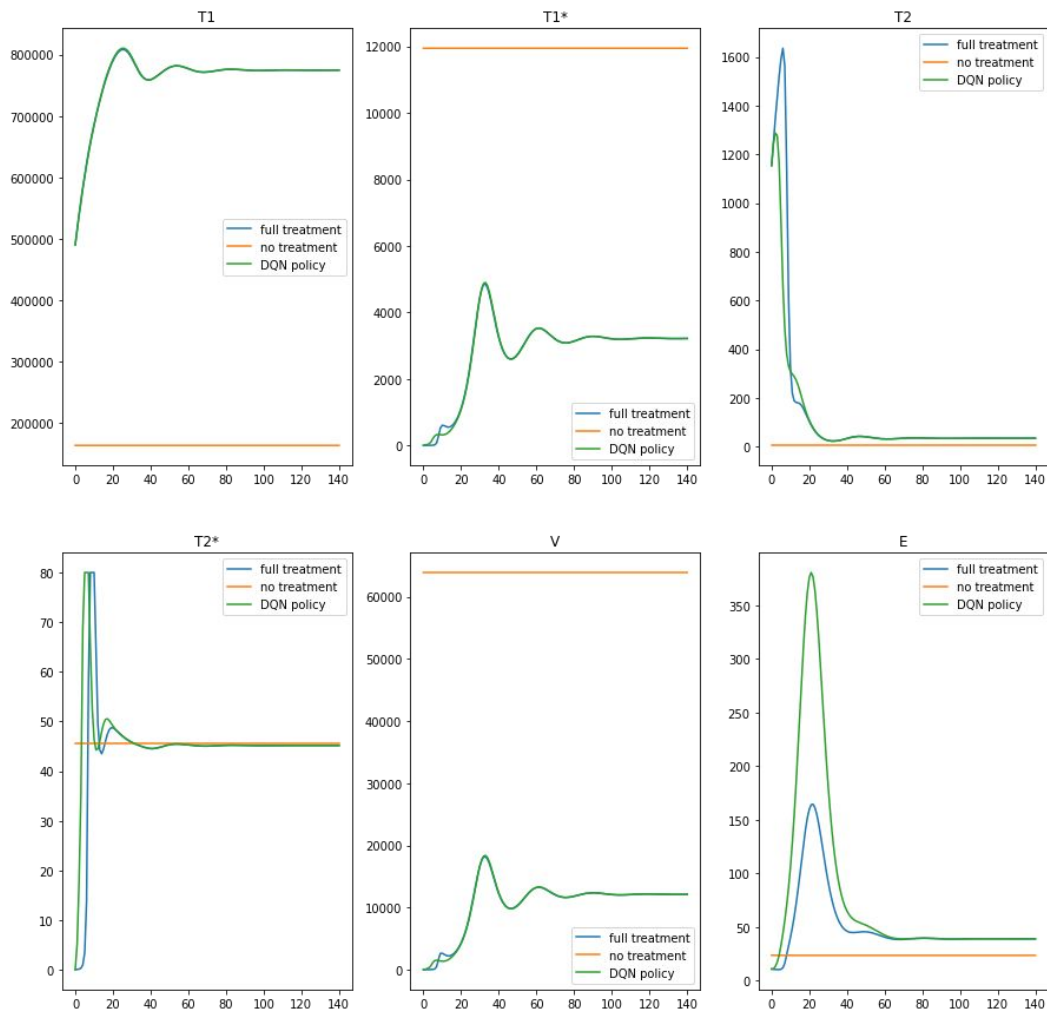 T1
800000
700000
600000
500000
400000
300000
200000
full treatment
no treatment
DQN policy
0 20 40 60 80 100 120 140
T1*
12000
10000
8000
6000
4000
2000
0
full treatment
no treatment
DQN policy
0 20 40 60 80 100 120 140
T2
1600
1400
1200
1000
800
600
400
200
0
full treatment
no treatment
DQN policy
0 20 40 60 80 100 120 140
T2*
80
70
60
50
40
30
20
10
0
full treatment
no treatment
DQN policy
0 20 40 60 80 100 120 140
V
60000
50000
40000
30000
20000
10000
0
full treatment
no treatment
DQN policy
0 20 40 60 80 100 120 140
E
350
300
250
200
150
100
50
0
full treatment
no treatment
DQN policy
0 20 40 60 80 100 120 140